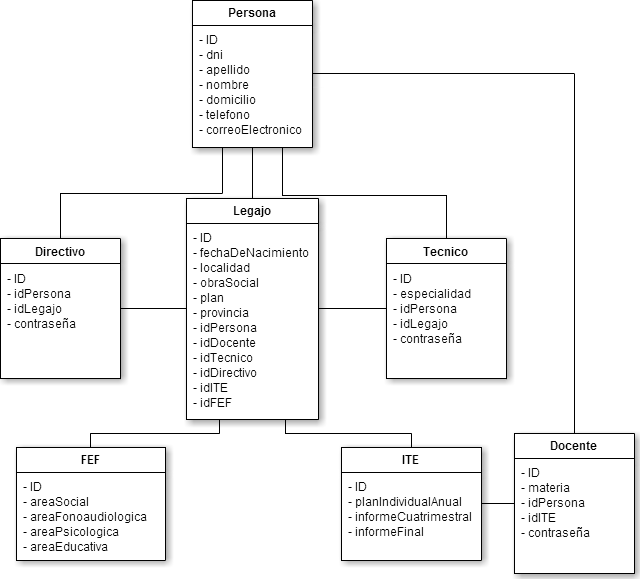 Persona
- ID
- dni
- apellido
- nombre
- domicilio
- telefono
- correoElectronico
Directivo
- ID
- idPersona
- idLegajo
- contraseña
Legajo
- ID
- fechaDeNacimiento
- localidad
- obraSocial
- plan
- provincia
- idPersona
- idDocente
- idTecnico
- idDirectivo
- idITE
- idFEF
Tecnico
- ID
- especialidad
- idPersona
- idLegajo
- contraseña
FEF
- ID
- areaSocial
- areaFonoaudiologica
- areaPsicologica
- areaEducativa
ITE
- ID
- planIndividualAnual
- informeCuatrimestral
- informeFinal
Docente
- ID
- materia
- idPersona
- idITE
- contraseña